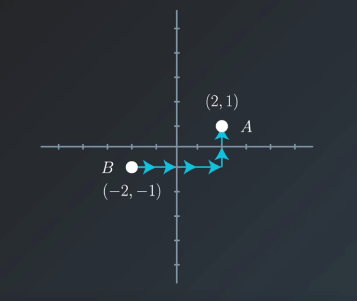 (2, 1)
A
B
(−2, −1)